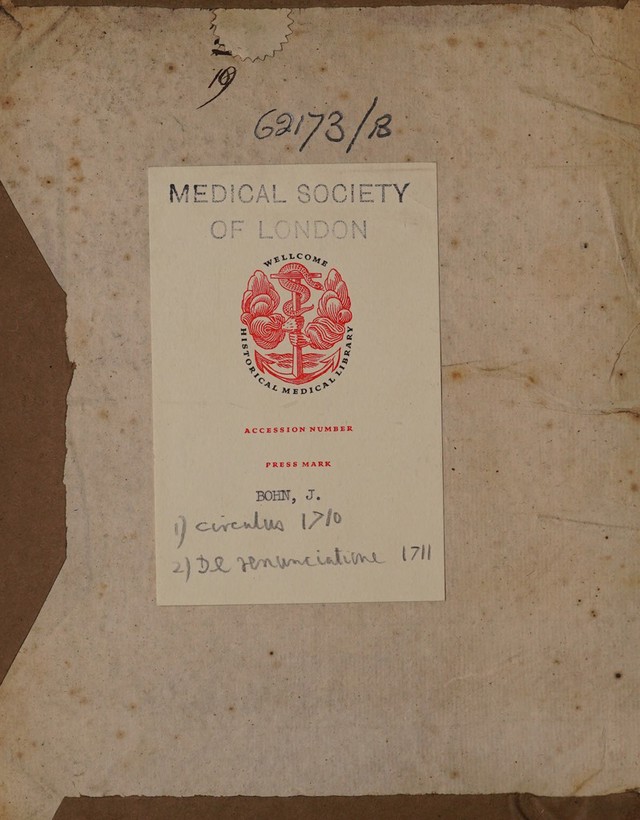 19
62173/B
MEDICAL SOCIETY
OF LONDON
WELLCOME
HISTORICAL MEDICAL LIBRARY
ACCESSION NUMBER
PRESS MARK
BOHN, J.
1) circulus 1710
2) De renunciatione 1711